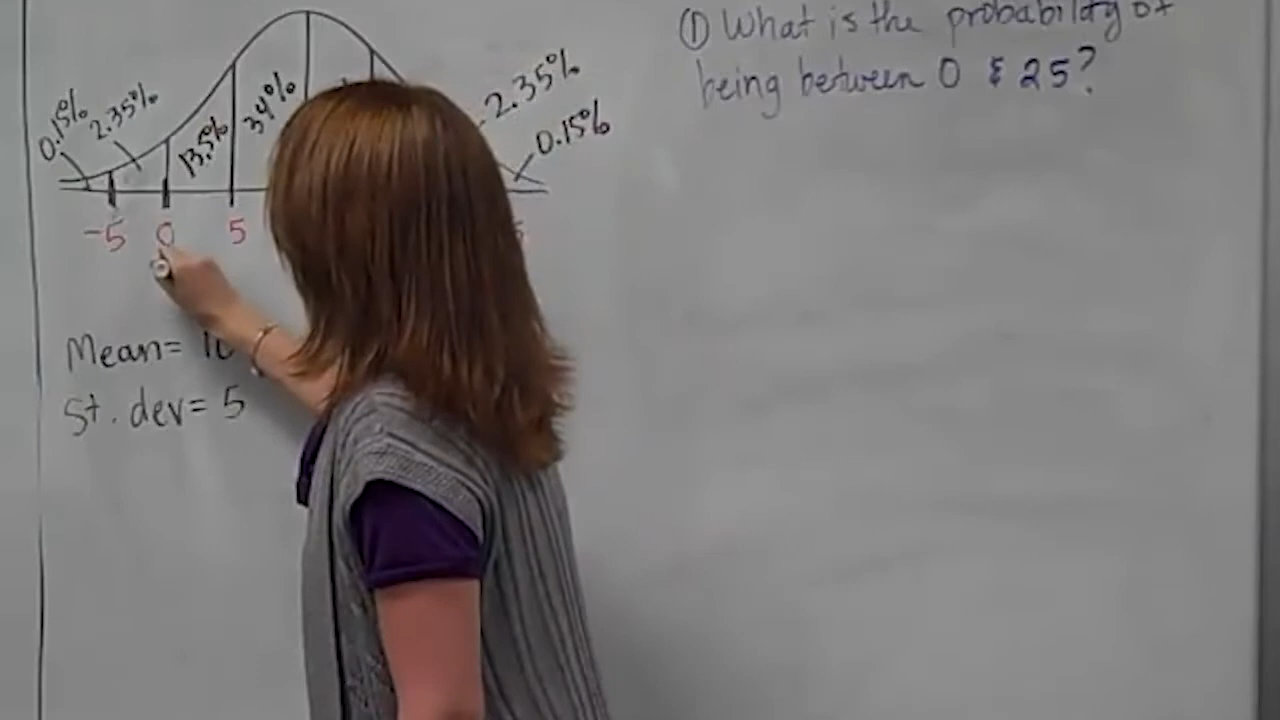 ① What is the probability of
being between 0 & 25?
0.15%
2.35%
13.5%
34%
2.35%
0.15%
-5 0 5
Mean= 10
St. dev= 5